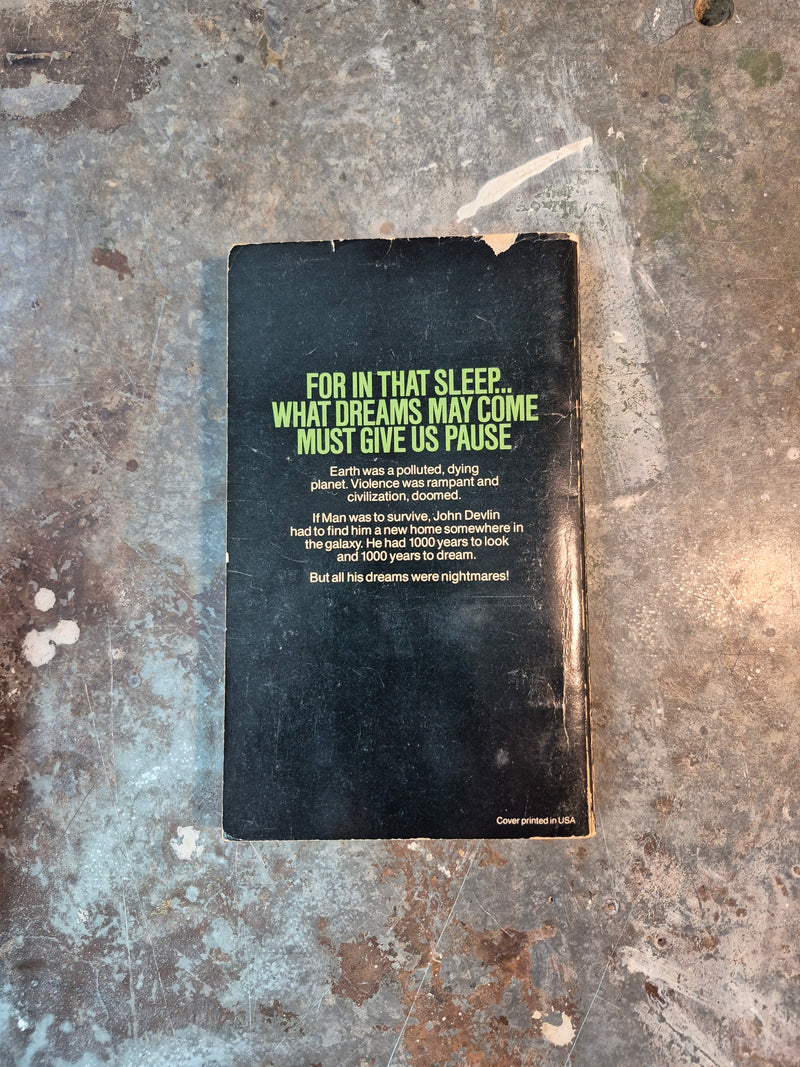 FOR IN THAT SLEEP...
WHAT DREAMS MAY COME
MUST GIVE US PAUSE
Earth was a polluted, dying
planet. Violence was rampant and
civilization, doomed.
If Man was to survive, John Devlin
had to find him a new home somewhere in
the galaxy. He had 1000 years to look
and 1000 years to dream.
But all his dreams were nightmares!
Cover printed in USA